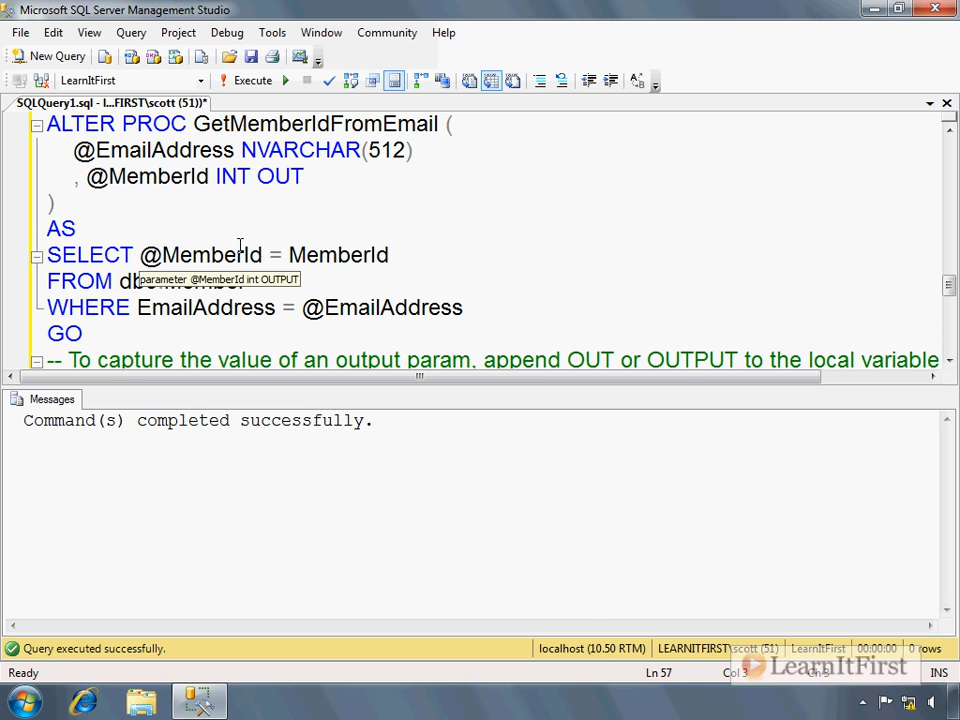 Microsoft SQL Server Management Studio
File Edit View Query Project Debug Tools Window Community Help
New Query
LearnItFirst Execute
SQLQuery1.sql - l...FIRST\scott (51))*
ALTER PROC GetMemberIdFromEmail (
@EmailAddress NVARCHAR(512)
, @MemberId INT OUT
)
AS
SELECT @MemberId = MemberId
parameter @MemberId int OUTPUT
FROM
WHERE EmailAddress = @EmailAddress
GO
-- To capture the value of an output param, append OUT or OUTPUT to the local variable
Messages
Command(s) completed successfully.
Query executed successfully. localhost (10.50 RTM) LEARNITFIRST\scott (51) LearnItFirst 00:00:00 0 rows
Ready Ln 57 Col 3 Ch 3 INS
LearnItFirst